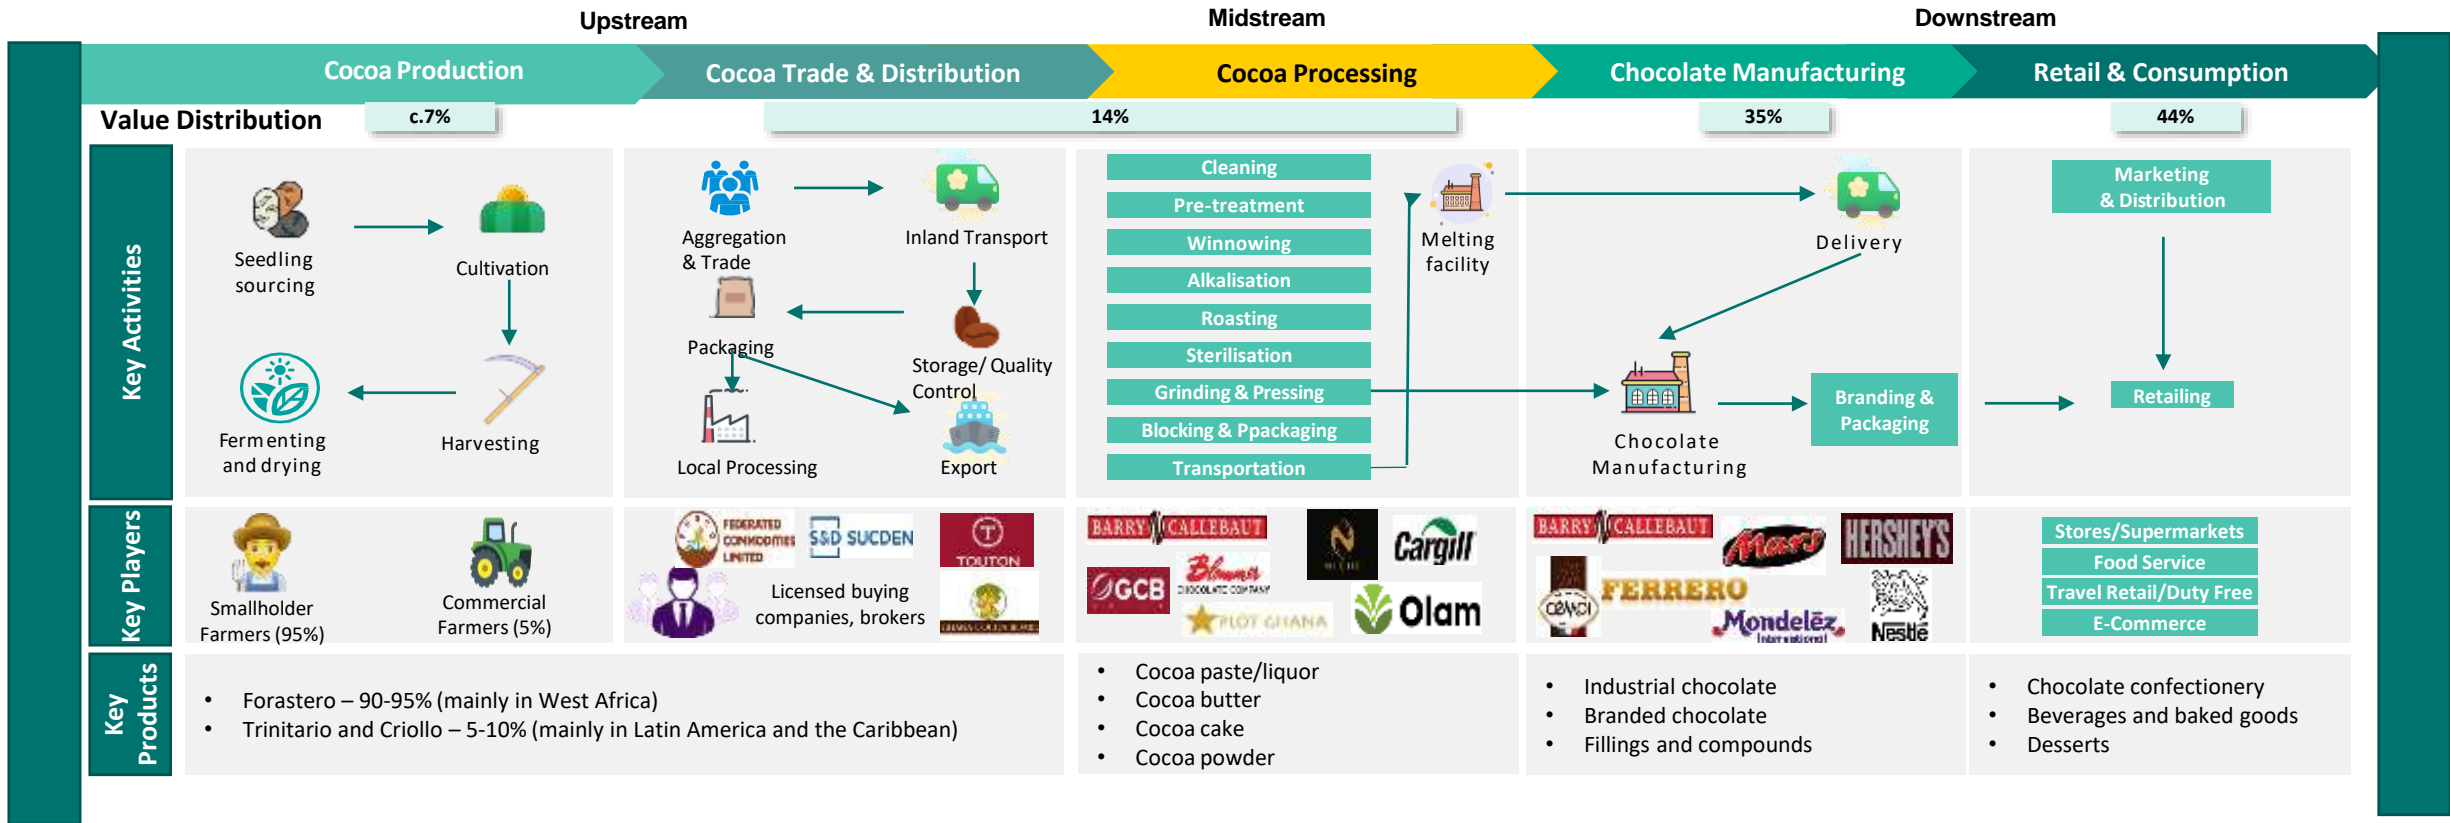 Upstream
Midstream
Downstream
Cocoa Production
Cocoa Trade & Distribution
Cocoa Processing
Chocolate Manufacturing
Retail & Consumption
Value Distribution
c.7%
14%
35%
44%
Key Activities
Seedling
sourcing
Cultivation
Harvesting
Fermenting
and drying
Aggregation
& Trade
Inland Transport
Storage/ Quality
Control
Packaging
Local Processing
Export
Cleaning
Pre-treatment
Winnowing
Alkalisation
Roasting
Sterilisation
Grinding & Pressing
Blocking & Ppackaging
Transportation
Melting
facility
Delivery
Chocolate
Manufacturing
Branding &
Packaging
Marketing
& Distribution
Retailing
Key Players
Smallholder
Farmers (95%)
Commercial
Farmers (5%)
FEDERATED
COMMODITIES
LIMITED
S&D SUCDEN
T
TOUTON
Licensed buying
companies, brokers
BARRY CALLEBAUT
N
Cargill
GCB
Blommer
CHOCOLATE COMPANY
PLOT GHANA
Olam
BARRY CALLEBAUT
Mars
HERSHEY'S
CÉMOI
FERRERO
Mondelēz
International
Nestlé
Stores/Supermarkets
Food Service
Travel Retail/Duty Free
E-Commerce
Key
Products
• Forastero – 90-95% (mainly in West Africa)
• Trinitario and Criollo – 5-10% (mainly in Latin America and the Caribbean)
• Cocoa paste/liquor
• Cocoa butter
• Cocoa cake
• Cocoa powder
• Industrial chocolate
• Branded chocolate
• Fillings and compounds
• Chocolate confectionery
• Beverages and baked goods
• Desserts